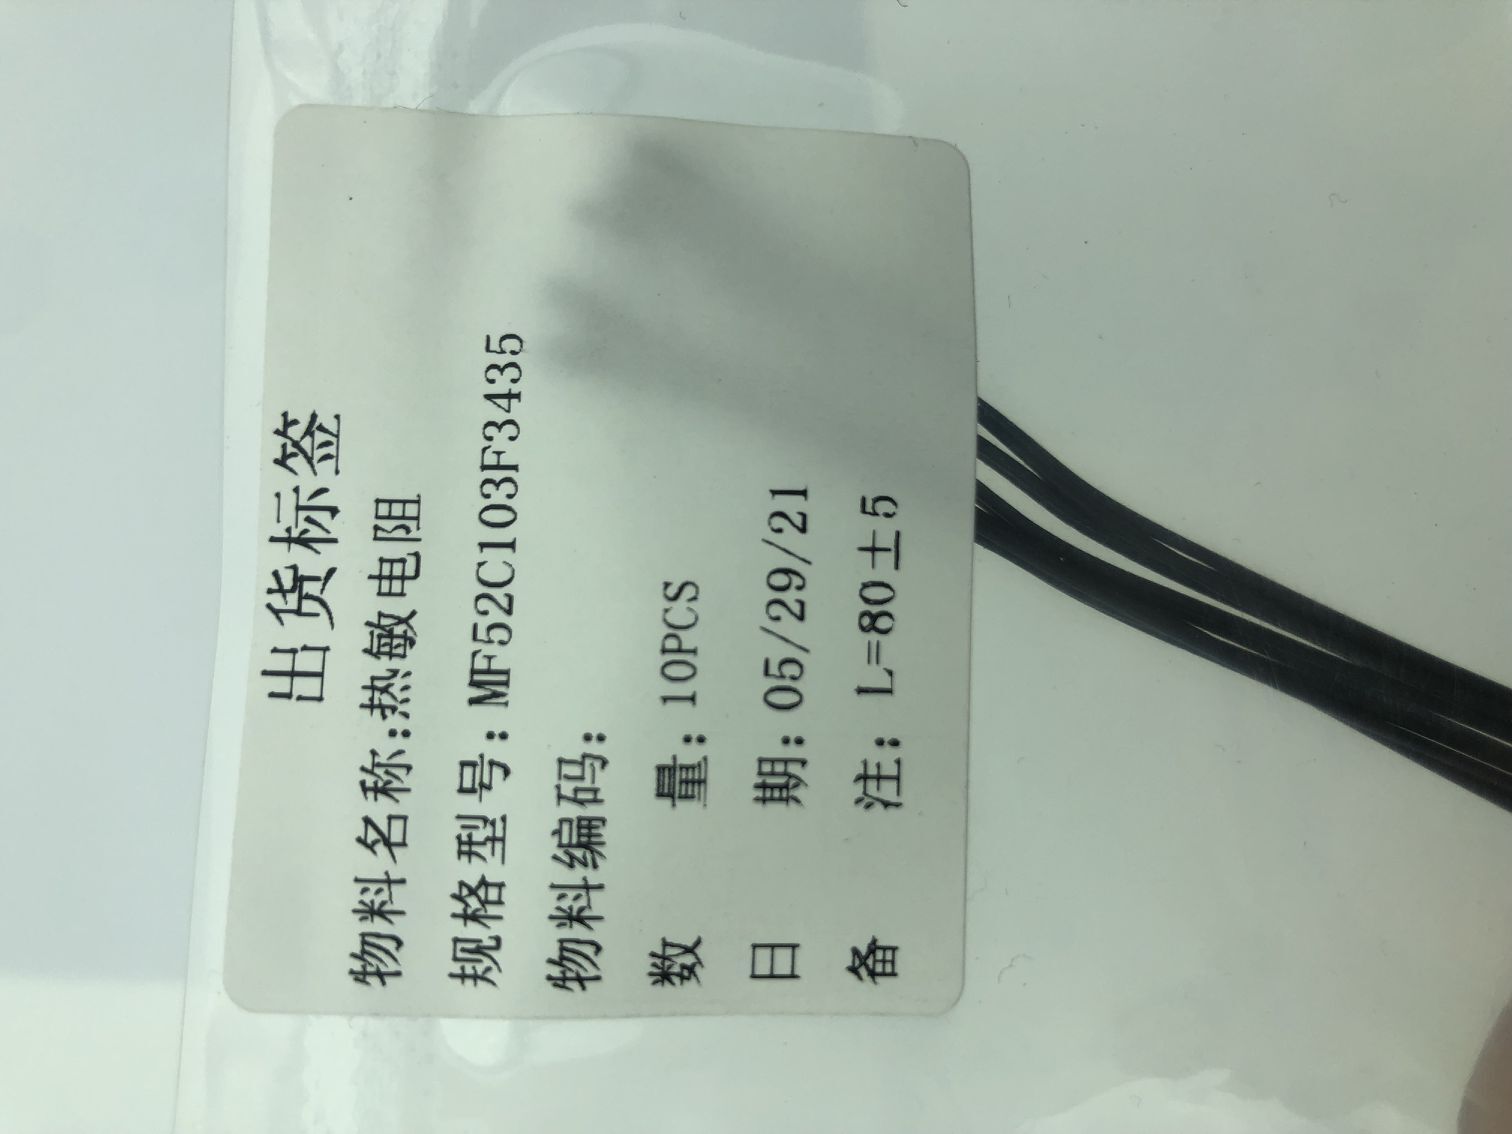 出货标签
物料名称:热敏电阻
规格型号: MF52C103F3435
物料编码:
数 量: 10PCS
日 期: 05/29/21
备 注: L=80±5